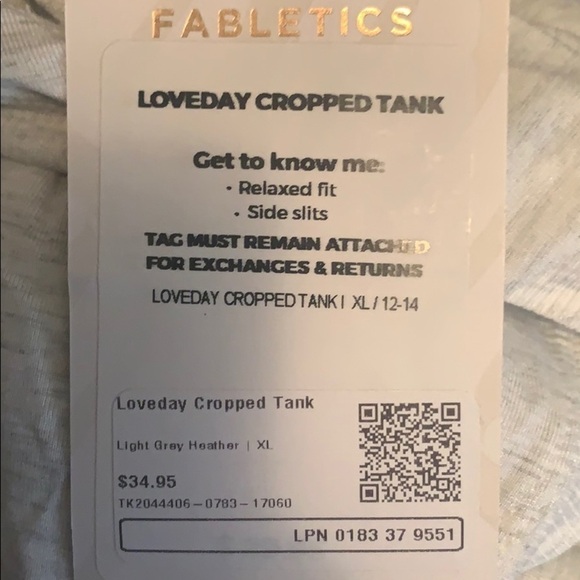 FABLETICS
LOVEDAY CROPPED TANK
Get to know me:
• Relaxed fit
• Side slits
TAG MUST REMAIN ATTACHED
FOR EXCHANGES & RETURNS
LOVEDAY CROPPED TANK | XL / 12-14
Loveday Cropped Tank
Light Grey Heather | XL
$34.95
TK2044406-0783-17060
LPN 0183 37 9551